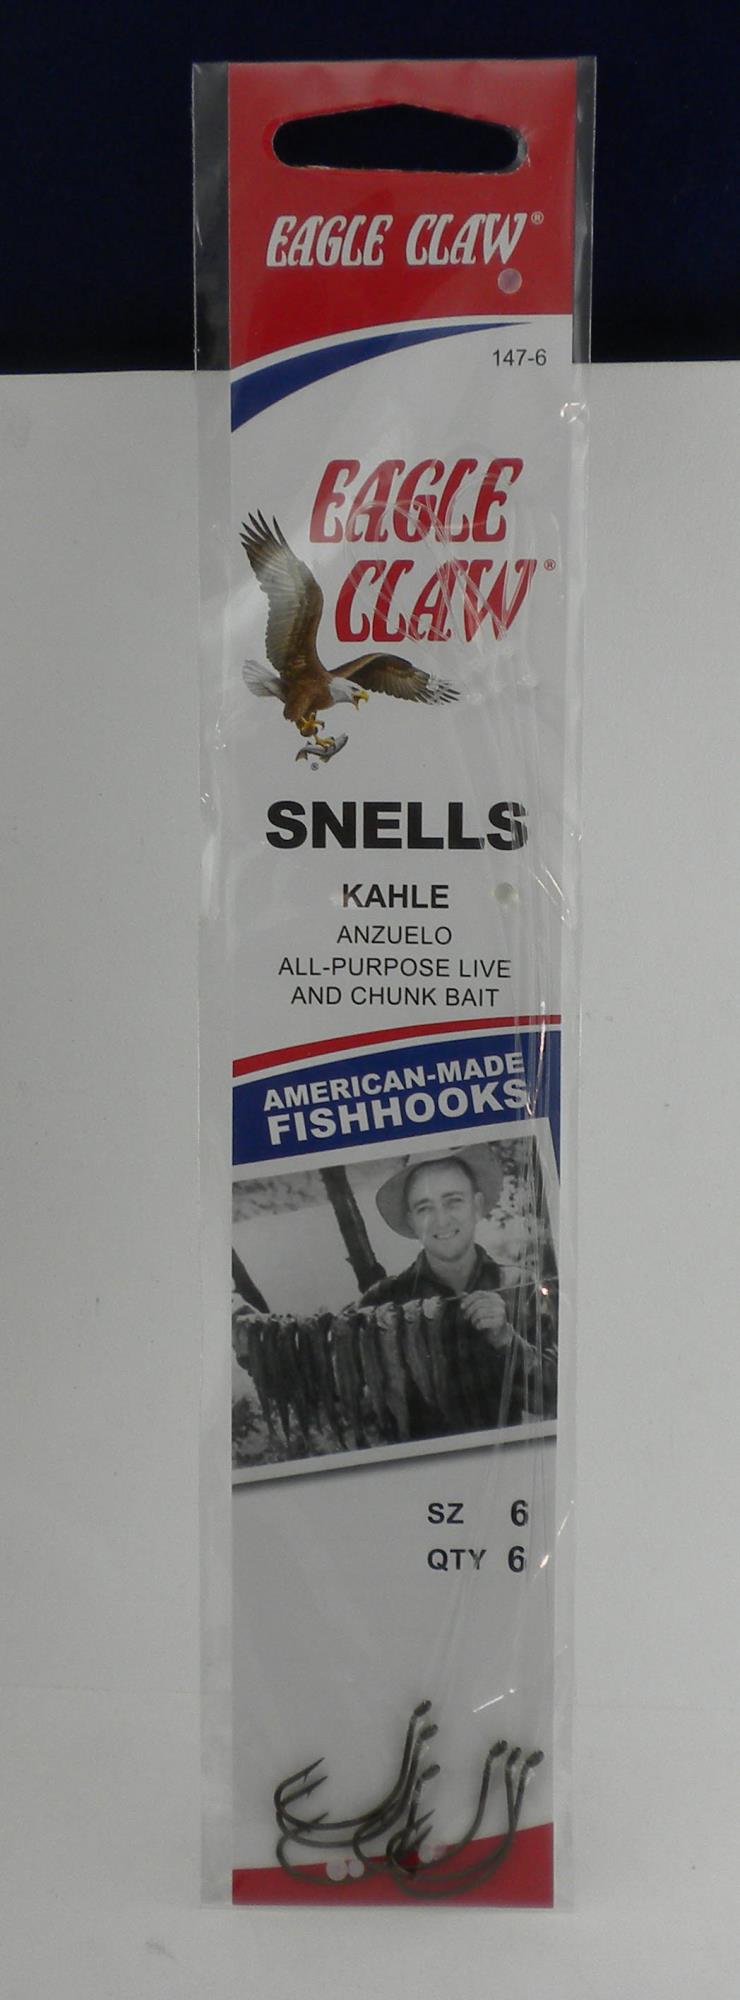 EAGLE CLAW®
147-6
EAGLE
CLAW®
®
SNELLS
KAHLE
ANZUELO
ALL-PURPOSE LIVE
AND CHUNK BAIT
AMERICAN-MADE
FISHHOOKS
SZ 6
QTY 6